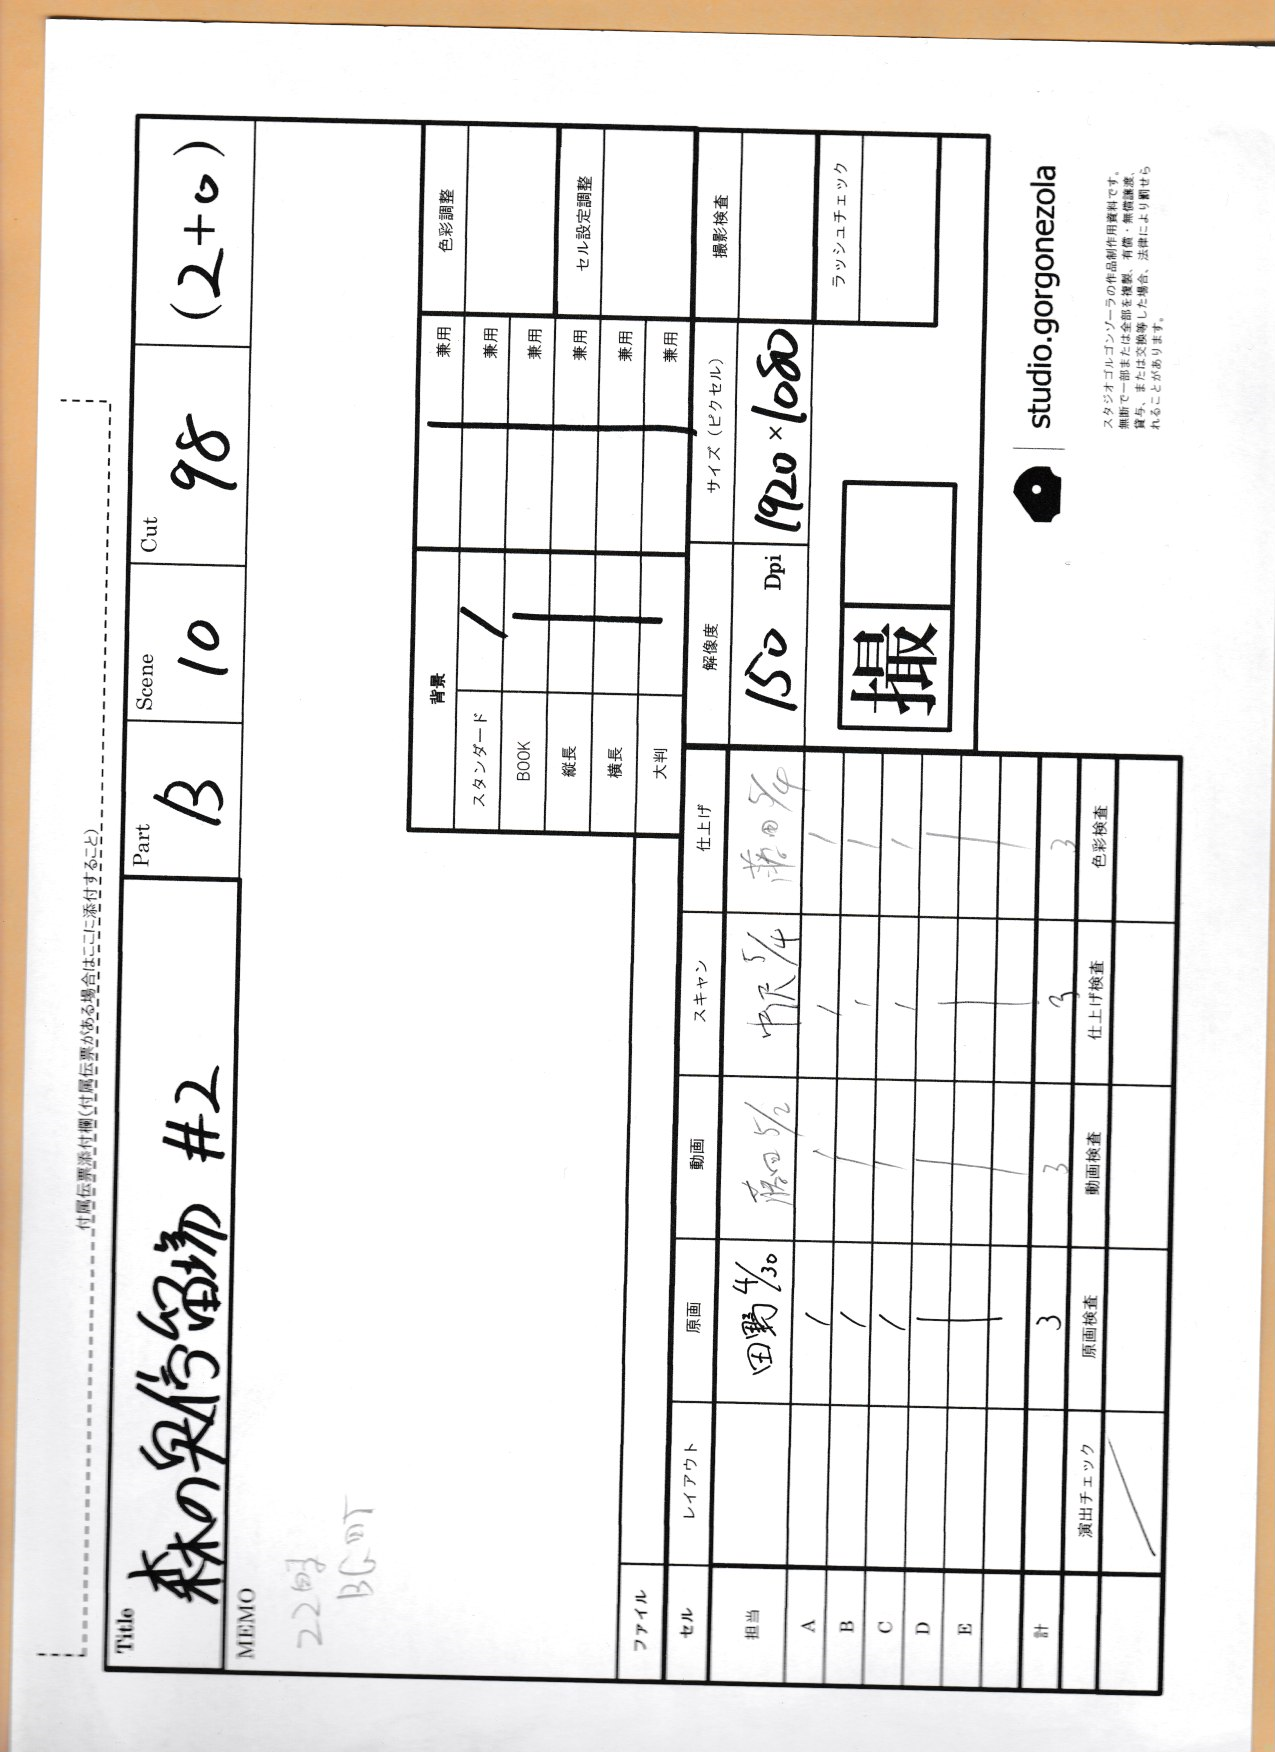 付属伝票添付欄(付属伝票がある場合はここに添付すること)
Title
森の安信留場 #2
Part
B
Scene
10
Cut
98
(2+0)
MEMO
22時
BG
背景
兼用
色彩調整
スタンダード
兼用
BOOK
兼用
縦長
兼用
セル設定調整
横長
兼用
大判
兼用
ファイル
セル レイアウト 原画 動画 スキャン 仕上げ 解像度 サイズ(ピクセル) 撮影検査
担当 田野 4/30 藤田 5/2 中沢 5/4 藤田 5/4 150 Dpi 1920×1080
A / / / /
B / / / /
C / / / /
D
E
計 3 3 3 3
ラッシュチェック
撮
演出チェック 原画検査 動画検査 仕上げ検査 色彩検査
studio.gorgonezola
スタジオゴルゴンゾーラの作品制作用資料です。
無断で一部または全部を複製、有償・無償譲渡、
貸与、または交換等した場合、法律により罰せら
れることがあります。